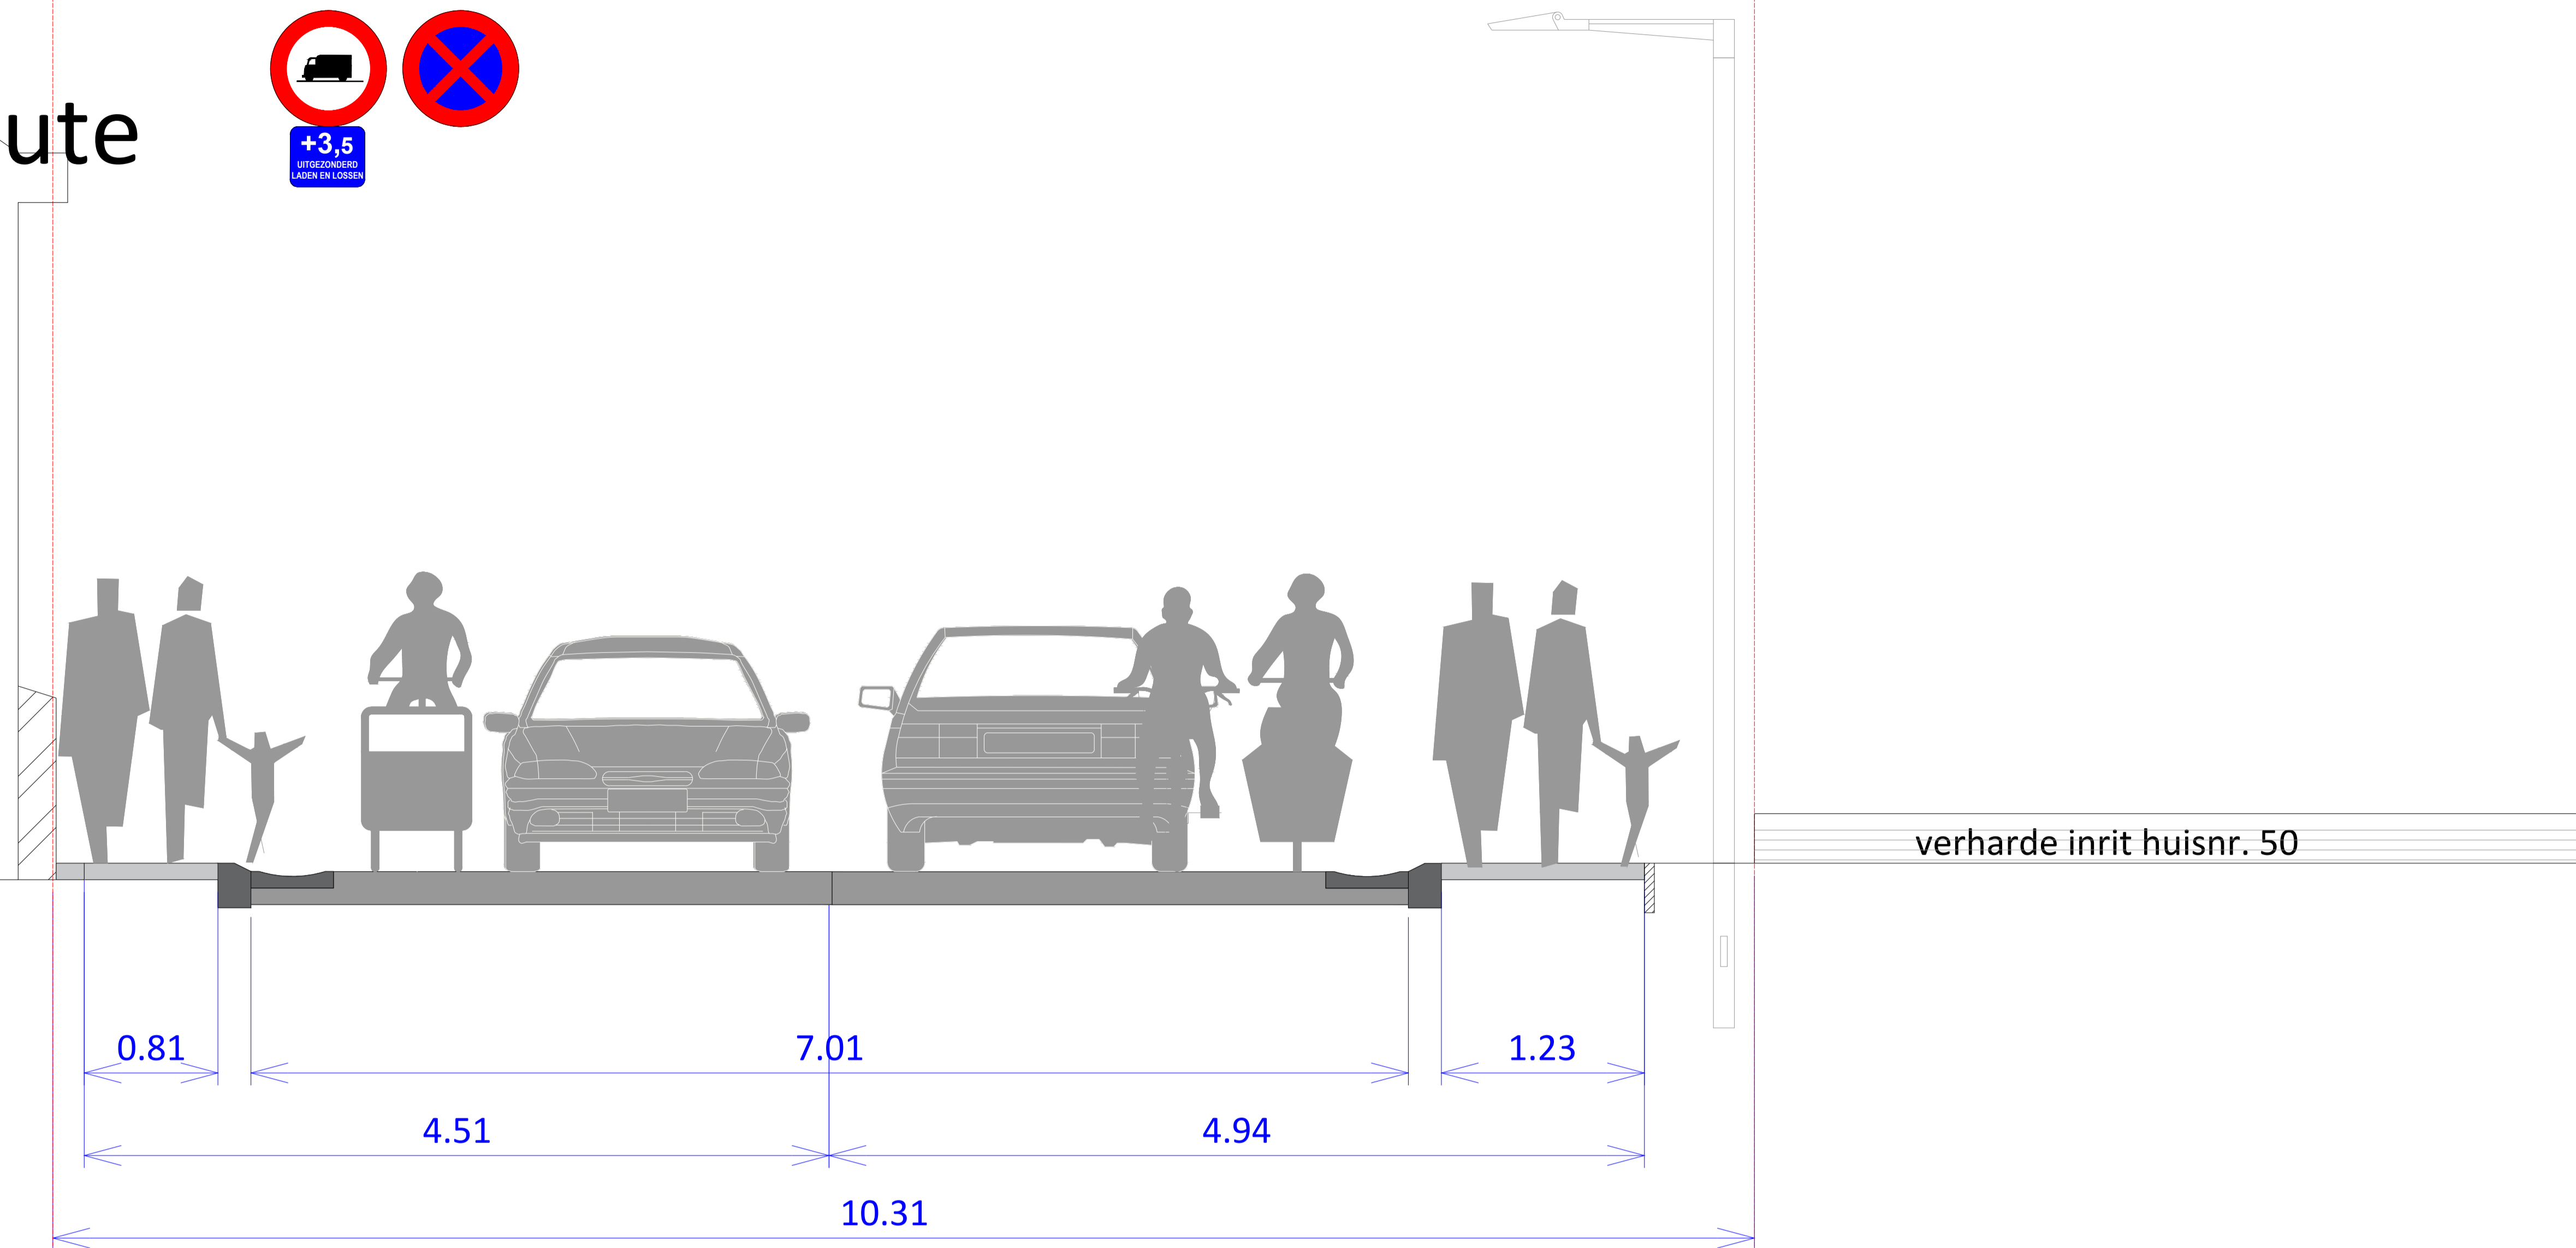 ute
+3,5
UITGEZONDERD
LADEN EN LOSSEN
verharde inrit huisnr. 50
0.81
7.01
1.23
4.51
4.94
10.31